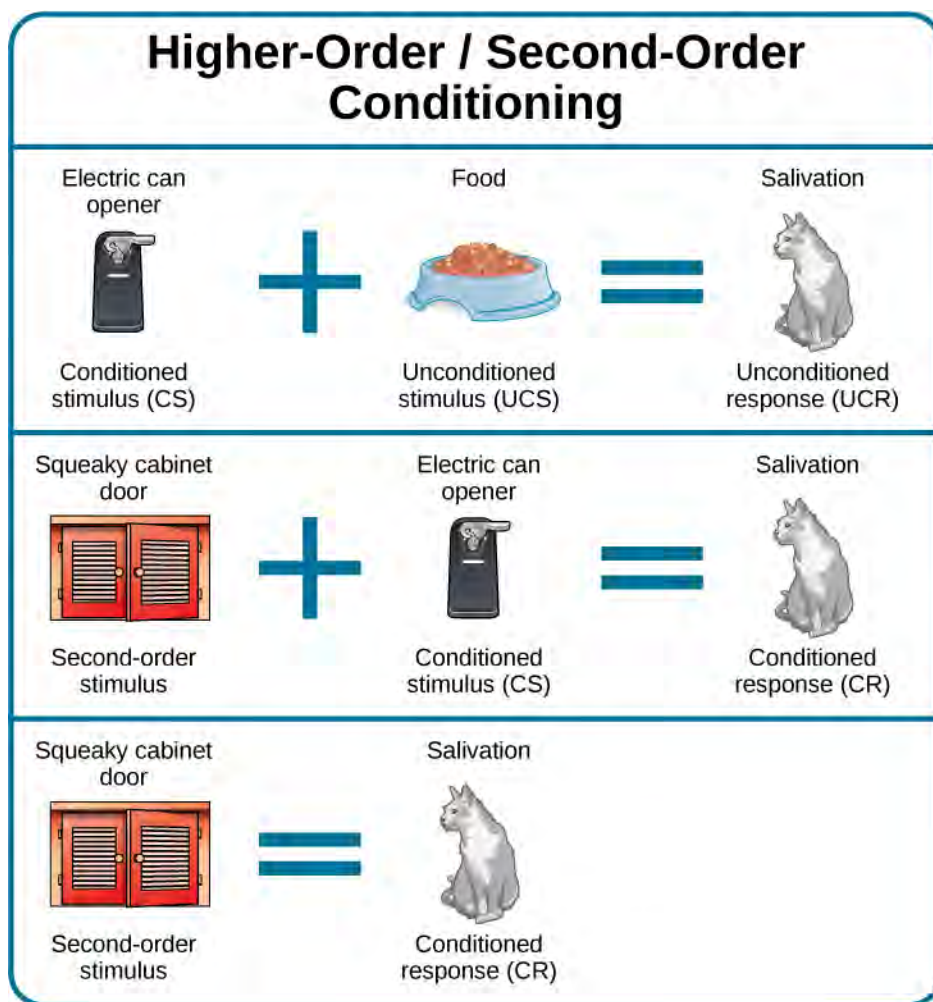 Higher-Order / Second-Order
Conditioning
Electric can
opener
Food
Salivation
Conditioned
stimulus (CS)
Unconditioned
stimulus (UCS)
Unconditioned
response (UCR)
Squeaky cabinet
door
Electric can
opener
Salivation
Second-order
stimulus
Conditioned
stimulus (CS)
Conditioned
response (CR)
Squeaky cabinet
door
Salivation
Second-order
stimulus
Conditioned
response (CR)